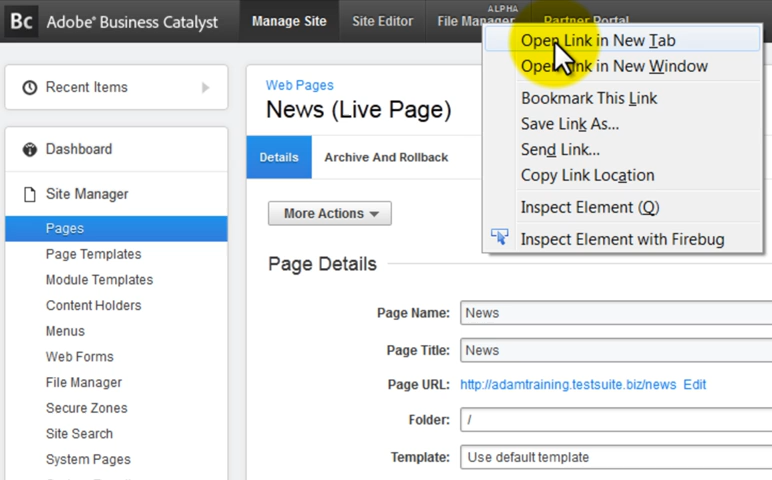 Bc Adobe® Business Catalyst Manage Site Site Editor File Manager ALPHA Partner Portal
Recent Items
Dashboard
Site Manager
Pages
Page Templates
Module Templates
Content Holders
Menus
Web Forms
File Manager
Secure Zones
Site Search
System Pages
Web Pages
News (Live Page)
Details Archive And Rollback
More Actions
Page Details
Page Name: News
Page Title: News
Page URL: http://adamtraining.testsuite.biz/news Edit
Folder: /
Template: Use default template
Open Link in New Tab
Open Link in New Window
Bookmark This Link
Save Link As...
Send Link...
Copy Link Location
Inspect Element (Q)
Inspect Element with Firebug